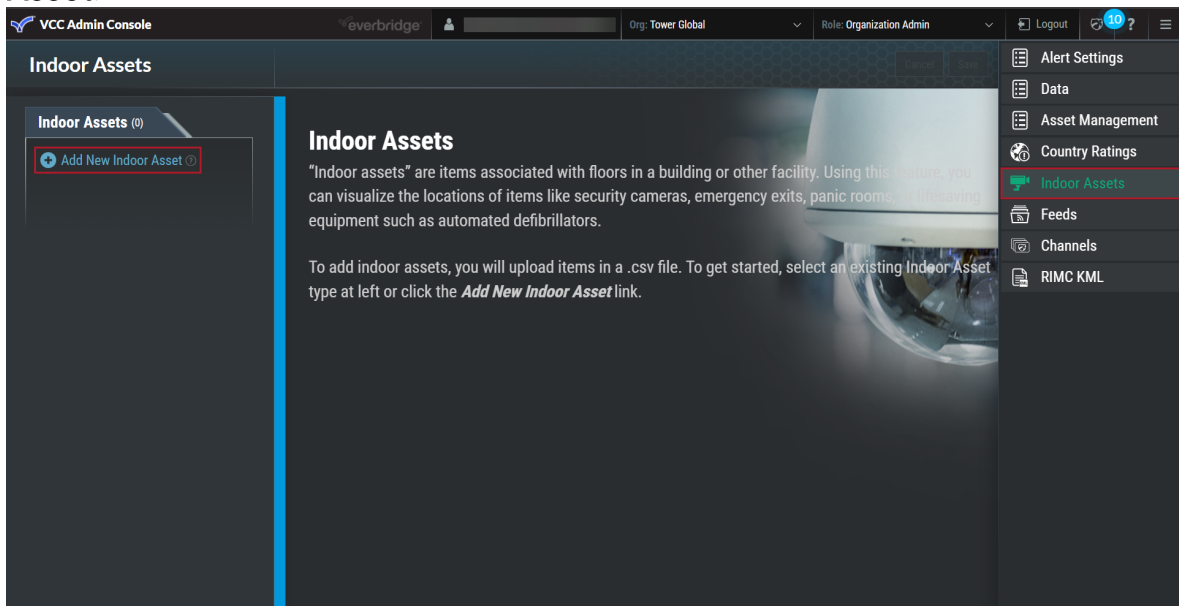 VCC Admin Console
everbridge
Org: Tower Global
Role: Organization Admin
Logout
10
?
Indoor Assets
Cancel
Save
Indoor Assets (0)
Add New Indoor Asset
Indoor Assets
“Indoor assets” are items associated with floors in a building or other facility. Using this feature, you
can visualize the locations of items like security cameras, emergency exits, panic rooms,
equipment such as automated defibrillators.
To add indoor assets, you will upload items in a .csv file. To get started, select an existing Indoor Asset
type at left or click the Add New Indoor Asset link.
Alert Settings
Data
Asset Management
Country Ratings
Indoor Assets
Feeds
Channels
RIMC KML